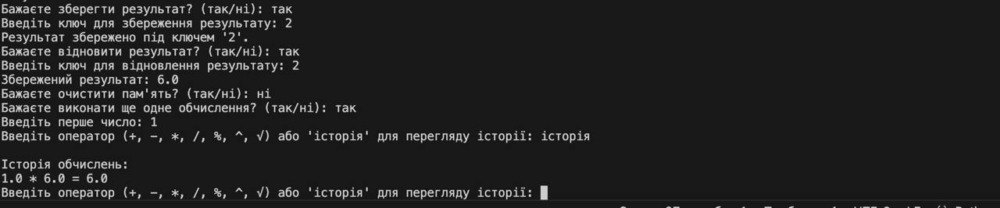 Бажаєте зберегти результат? (так/ні): так
Введіть ключ для збереження результату: 2
Результат збережено під ключем '2'.
Бажаєте відновити результат? (так/ні): так
Введіть ключ для відновлення результату: 2
Збережений результат: 6.0
Бажаєте очистити пам'ять? (так/ні): ні
Бажаєте виконати ще одне обчислення? (так/ні): так
Введіть перше число: 1
Введіть оператор (+, -, *, /, %, ^, √) або 'історія' для перегляду історії: історія
Історія обчислень:
1.0 * 6.0 = 6.0
Введіть оператор (+, -, *, /, %, ^, √) або 'історія' для перегляду історії: